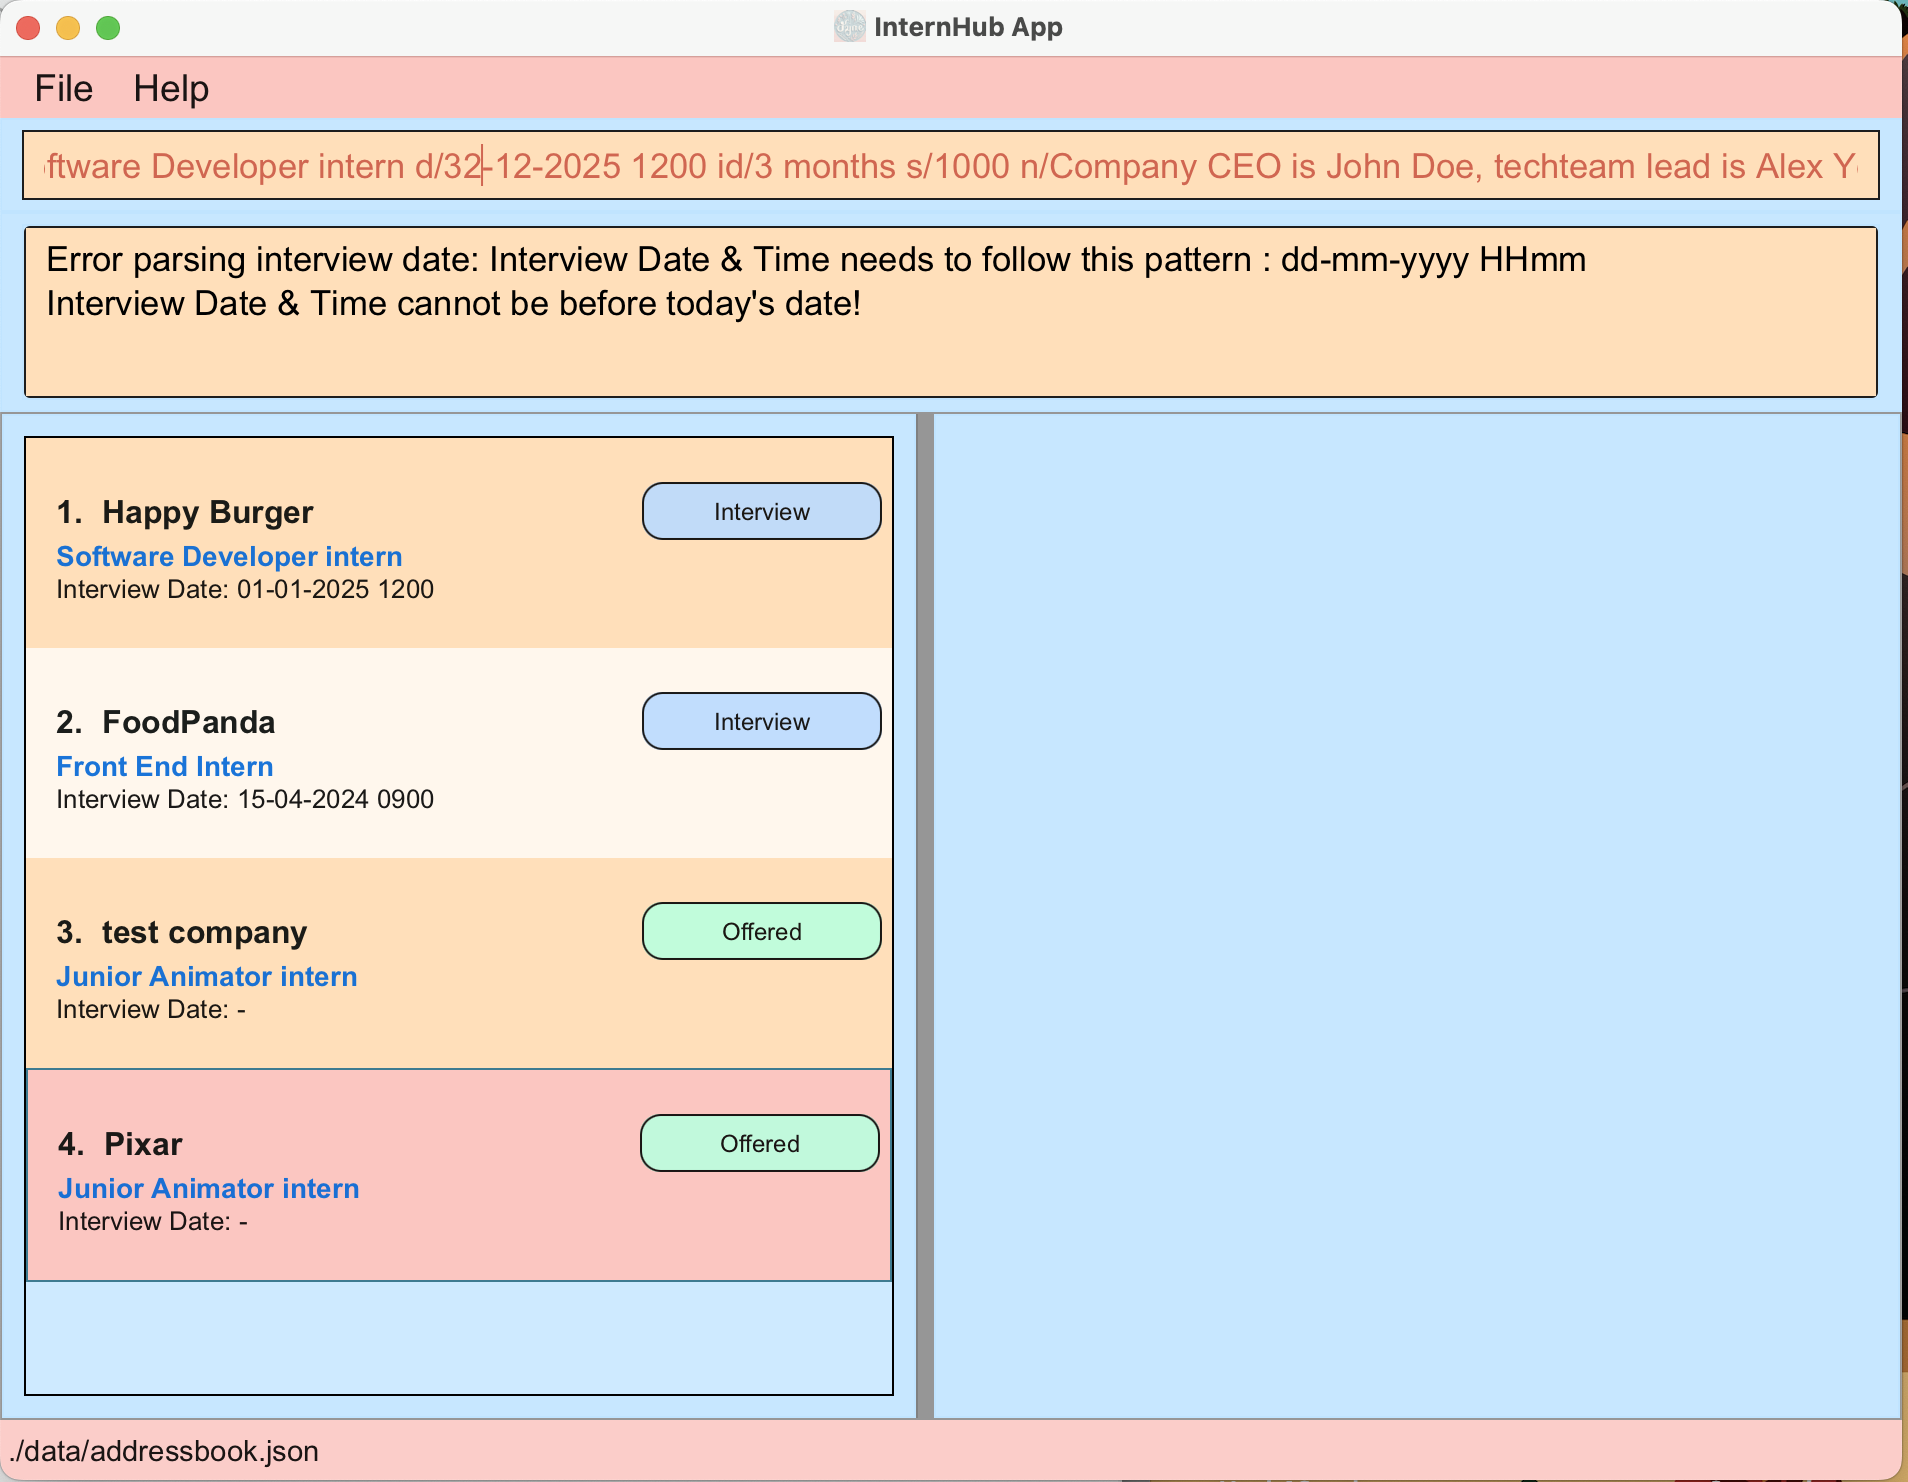 InternHub App
File Help
ftware Developer intern d/32-12-2025 1200 id/3 months s/1000 n/Company CEO is John Doe, techteam lead is Alex
Error parsing interview date: Interview Date & Time needs to follow this pattern : dd-mm-yyyy HHmm
Interview Date & Time cannot be before today's date!
1. Happy Burger
Interview
Software Developer intern
Interview Date: 01-01-2025 1200
2. FoodPanda
Interview
Front End Intern
Interview Date: 15-04-2024 0900
3. test company
Offered
Junior Animator intern
Interview Date: -
4. Pixar
Offered
Junior Animator intern
Interview Date: -
./data/addressbook.json